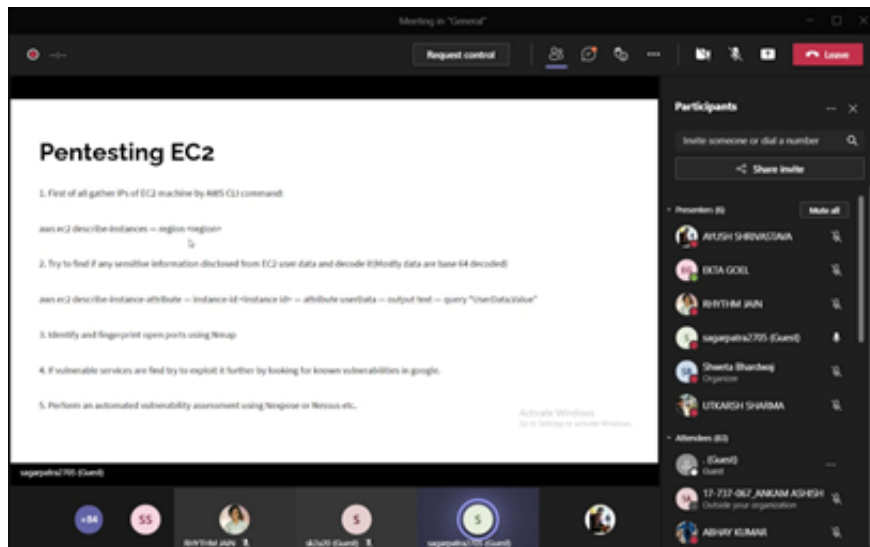 Meeting in "General"
Request control
Leave
Pentesting EC2
1. First of all gather IPs of EC2 machine by AWS CLI command:
aws ec2 describe-instances — region <region>
2. Try to find if any sensitive information disclosed from EC2 user data and decode it(Mostly data are base 64 decoded)
aws ec2 describe-instance-attribute — instance-id <instance id> — attribute userData — output text — query "UserData.Value"
3. Identify and fingerprint open ports using Nmap
4. If vulnerable services are find try to exploit it further by looking for known vulnerabilities in google.
5. Perform an automated vulnerability assessment using Nexpose or Nessus etc.
Activate Windows
Go to Settings to activate Windows.
sagarpatra2705 (Guest)
+84
SS
RHYTHM JAIN
S
sk2a20 (Guest)
S
sagarpatra2705 (Guest)
Participants
Invite someone or dial a number
Share invite
Presenters (6)
Mute all
AYUSH SHRIVASTAVA
EG
EKTA GOEL
RHYTHM JAIN
S
sagarpatra2705 (Guest)
SB
Shweta Bhardwaj
Organizer
UTKARSH SHARMA
Attendees (83)
. (Guest)
Guest
17-737-067_ANKAM ASHISH
Outside your organization
ABHAY KUMAR